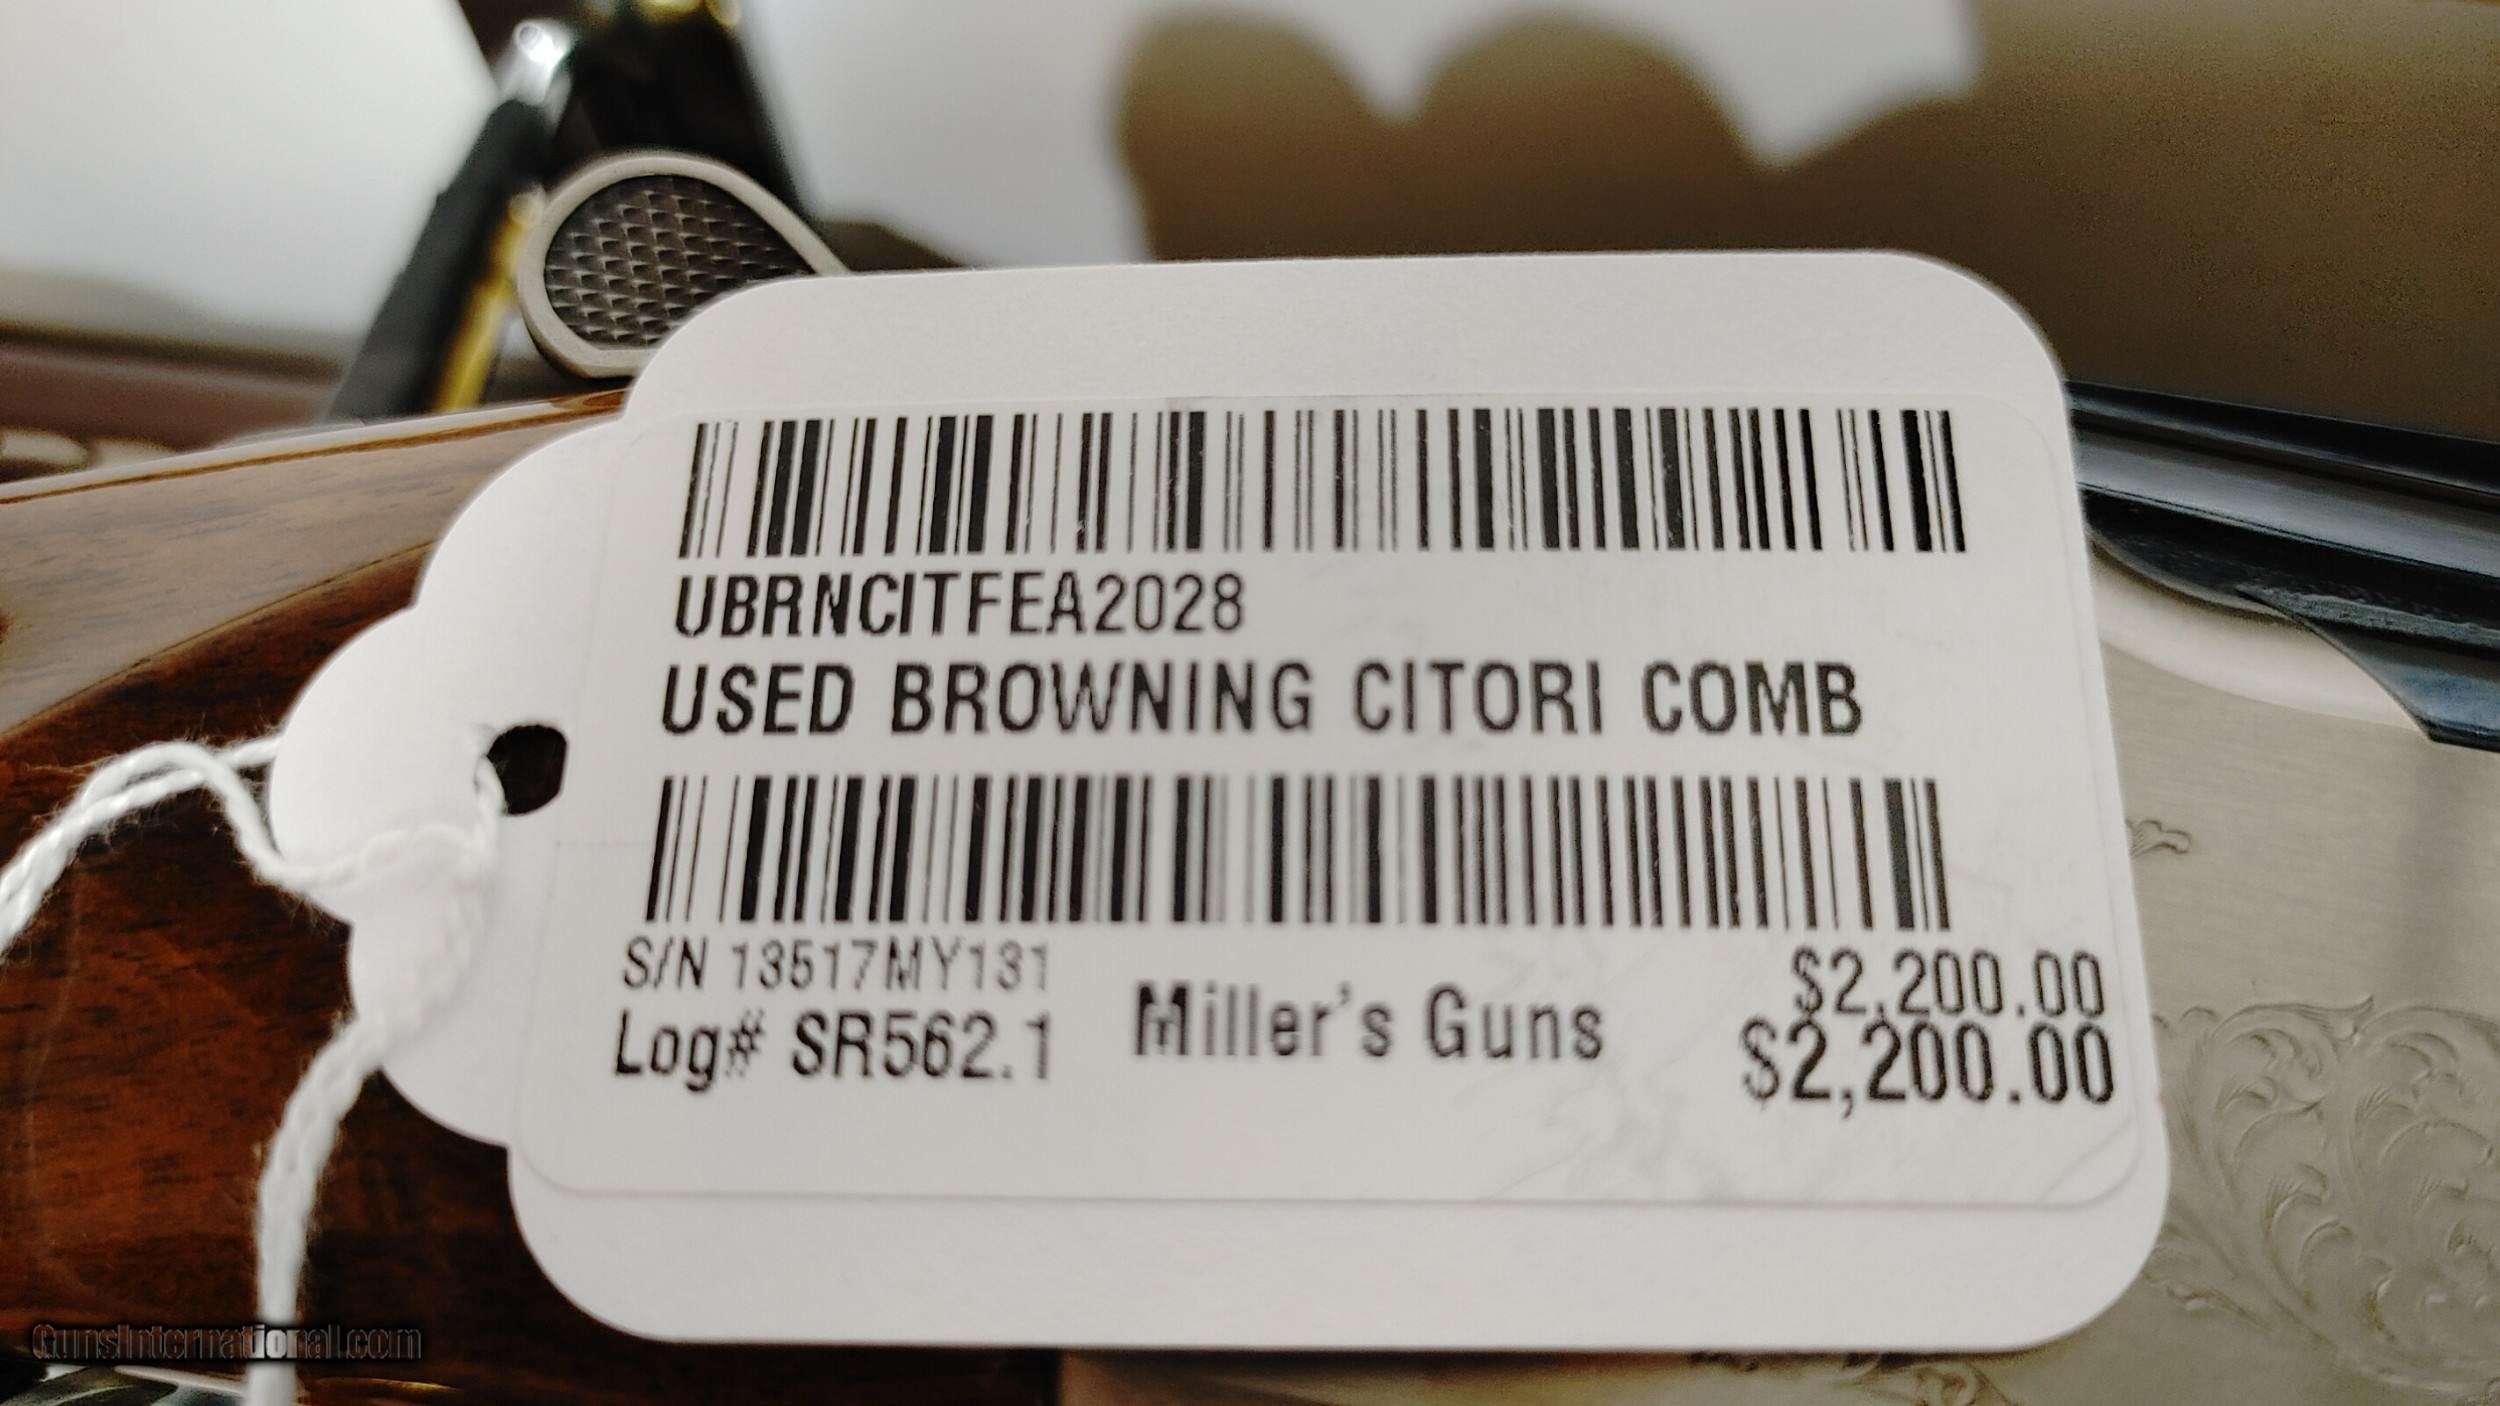 UBRNCITFEA2028
USED BROWNING CITORI COMB
S/N 13517MY131
Log# SR562.1
Miller's Guns
$2,200.00
$2,200.00
GunsInternational.com